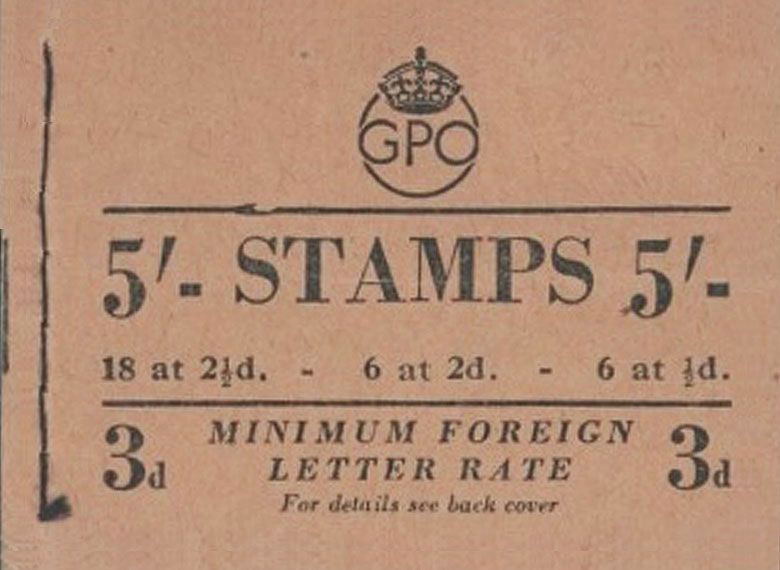 GPO
5/- STAMPS 5/-
18 at 2½d. - 6 at 2d. - 6 at ½d.
3d MINIMUM FOREIGN 3d
LETTER RATE
For details see back cover